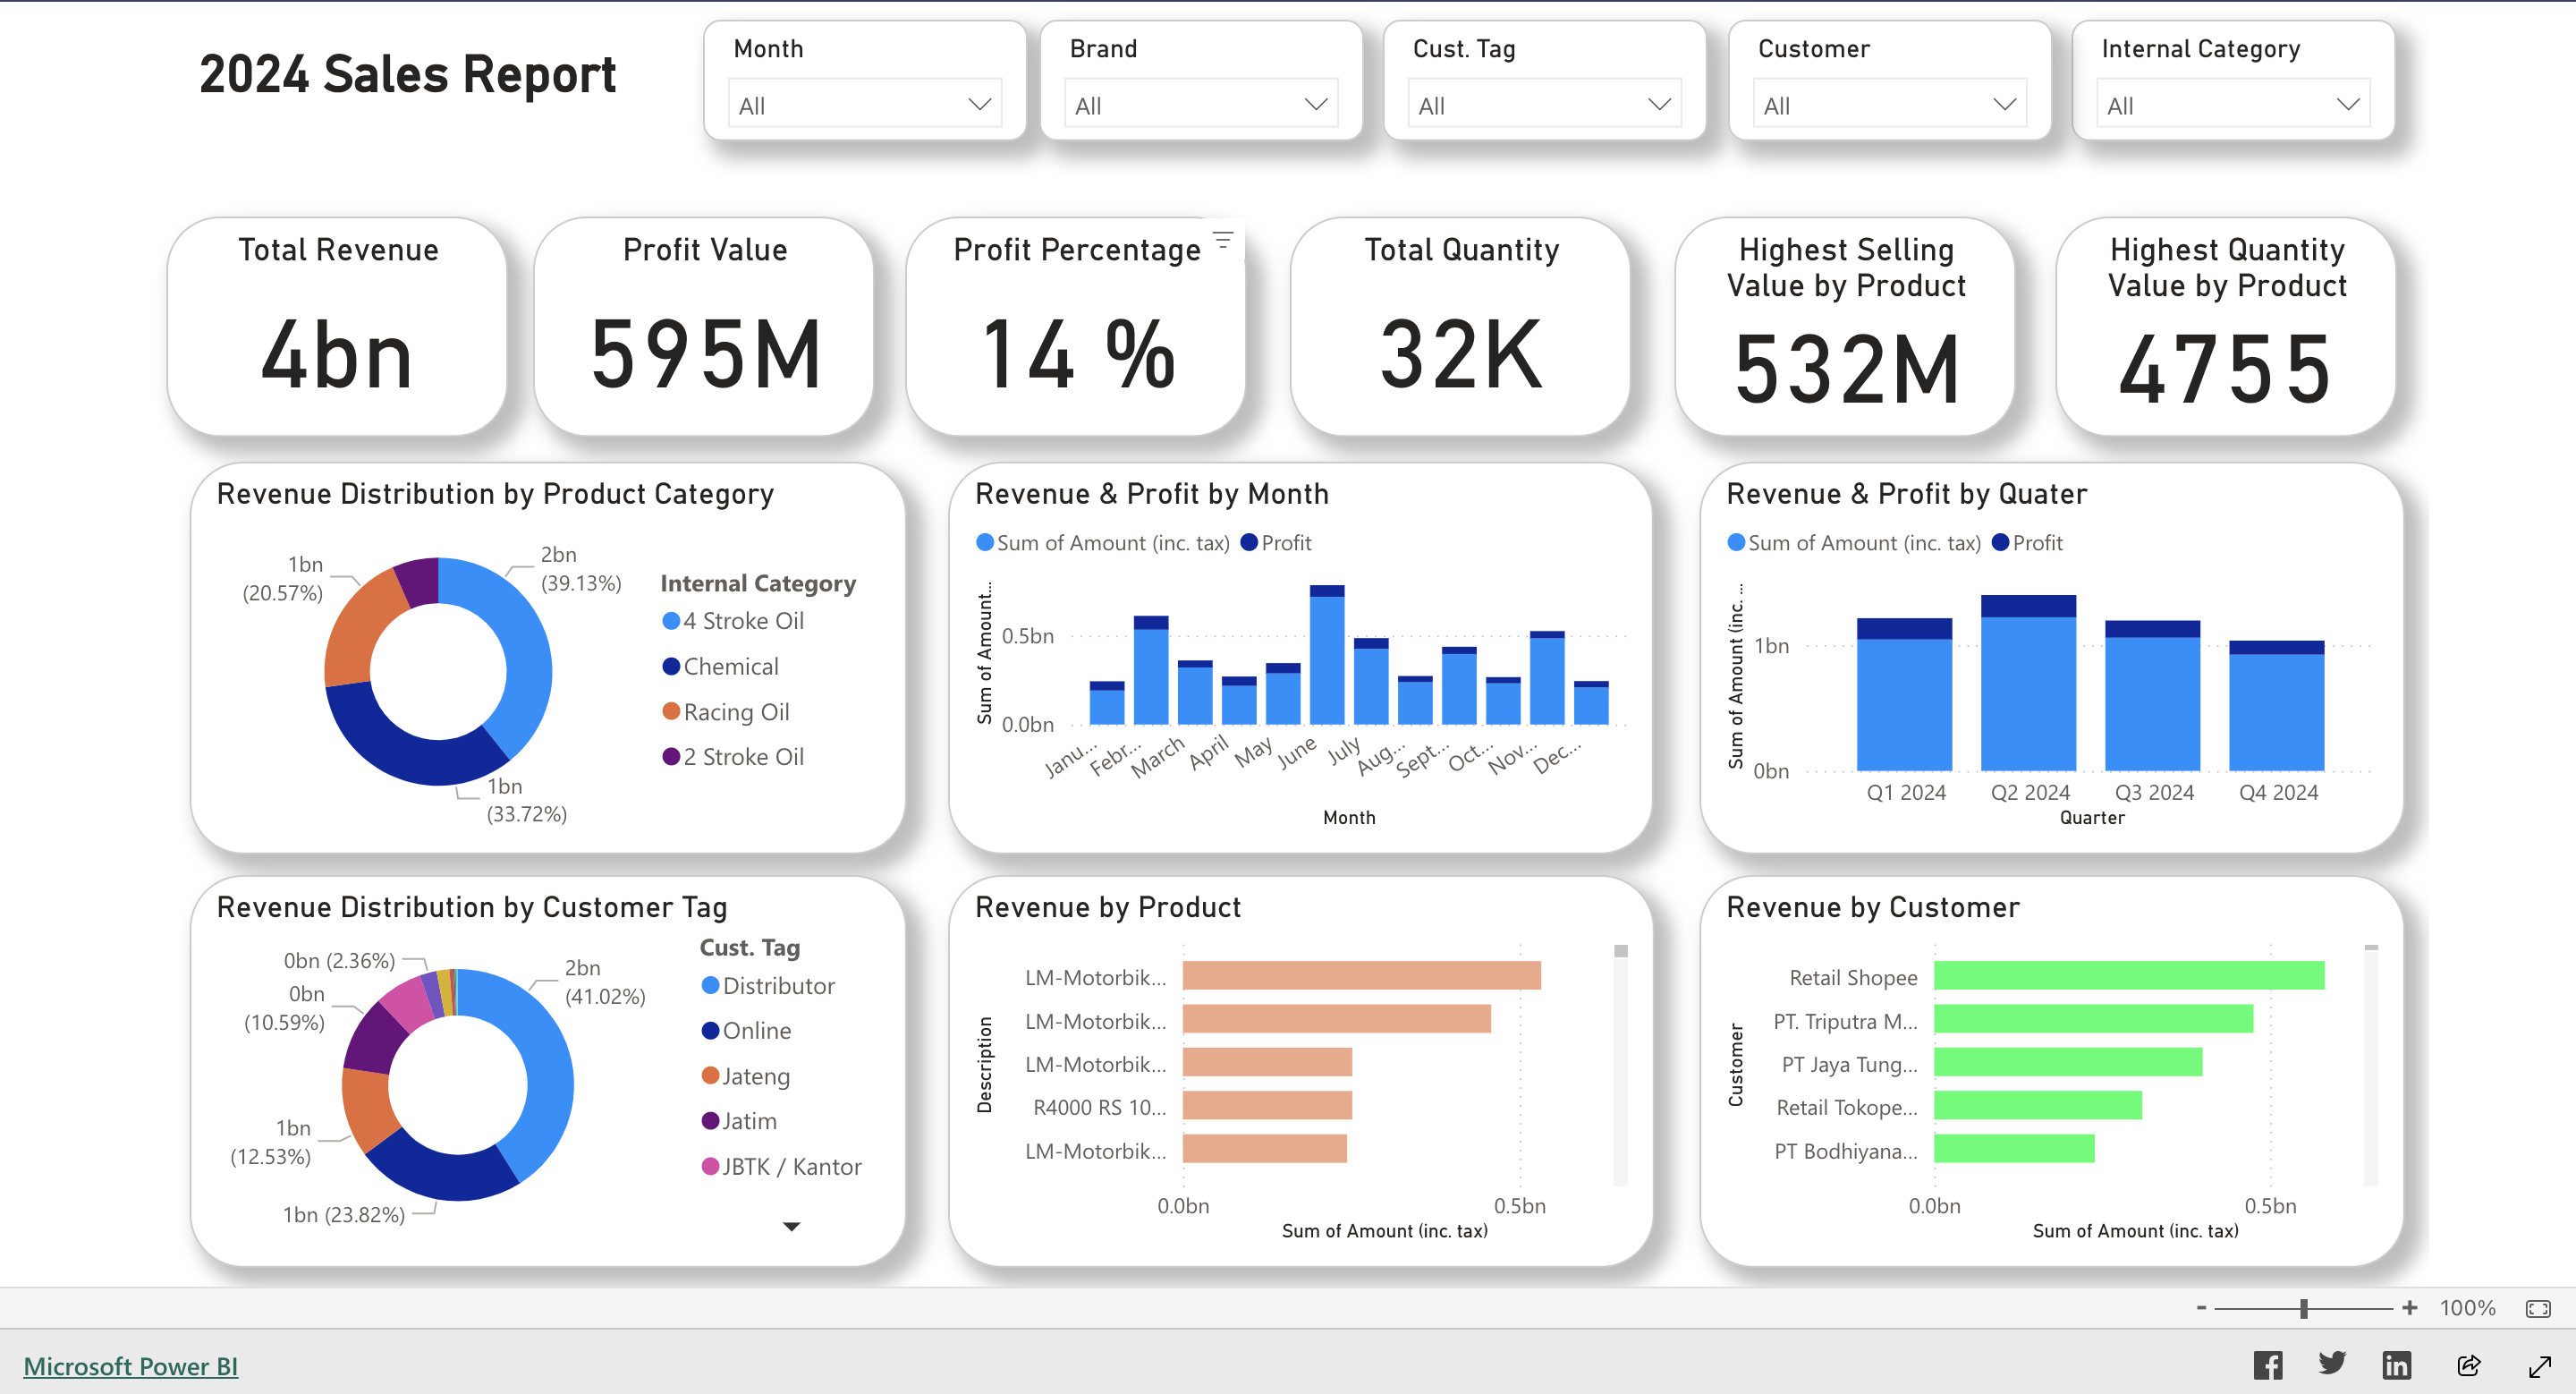 2024 Sales Report
Month
All
Brand
All
Cust. Tag
All
Customer
All
Internal Category
All
Total Revenue
4bn
Profit Value
595M
Profit Percentage
14 %
Total Quantity
32K
Highest Selling
Value by Product
532M
Highest Quantity
Value by Product
4755
Revenue Distribution by Product Category
1bn
(20.57%)
2bn
(39.13%)
1bn
(33.72%)
Internal Category
4 Stroke Oil
Chemical
Racing Oil
2 Stroke Oil
Revenue & Profit by Month
Sum of Amount (inc. tax) Profit
Sum of Amount...
0.5bn
0.0bn
Janu...
Febr...
March
April
May
June
July
Aug...
Sept...
Oct...
Nov...
Dec...
Month
Revenue & Profit by Quater
Sum of Amount (inc. tax) Profit
Sum of Amount (inc. ...
1bn
0bn
Q1 2024 Q2 2024 Q3 2024 Q4 2024
Quarter
Revenue Distribution by Customer Tag
0bn (2.36%)
0bn
(10.59%)
1bn
(12.53%)
1bn (23.82%)
2bn
(41.02%)
Cust. Tag
Distributor
Online
Jateng
Jatim
JBTK / Kantor
Revenue by Product
Description
LM-Motorbik...
LM-Motorbik...
LM-Motorbik...
R4000 RS 10...
LM-Motorbik...
0.0bn 0.5bn
Sum of Amount (inc. tax)
Revenue by Customer
Customer
Retail Shopee
PT. Triputra M...
PT Jaya Tung...
Retail Tokope...
PT Bodhiyana...
0.0bn 0.5bn
Sum of Amount (inc. tax)
- + 100%
Microsoft Power BI